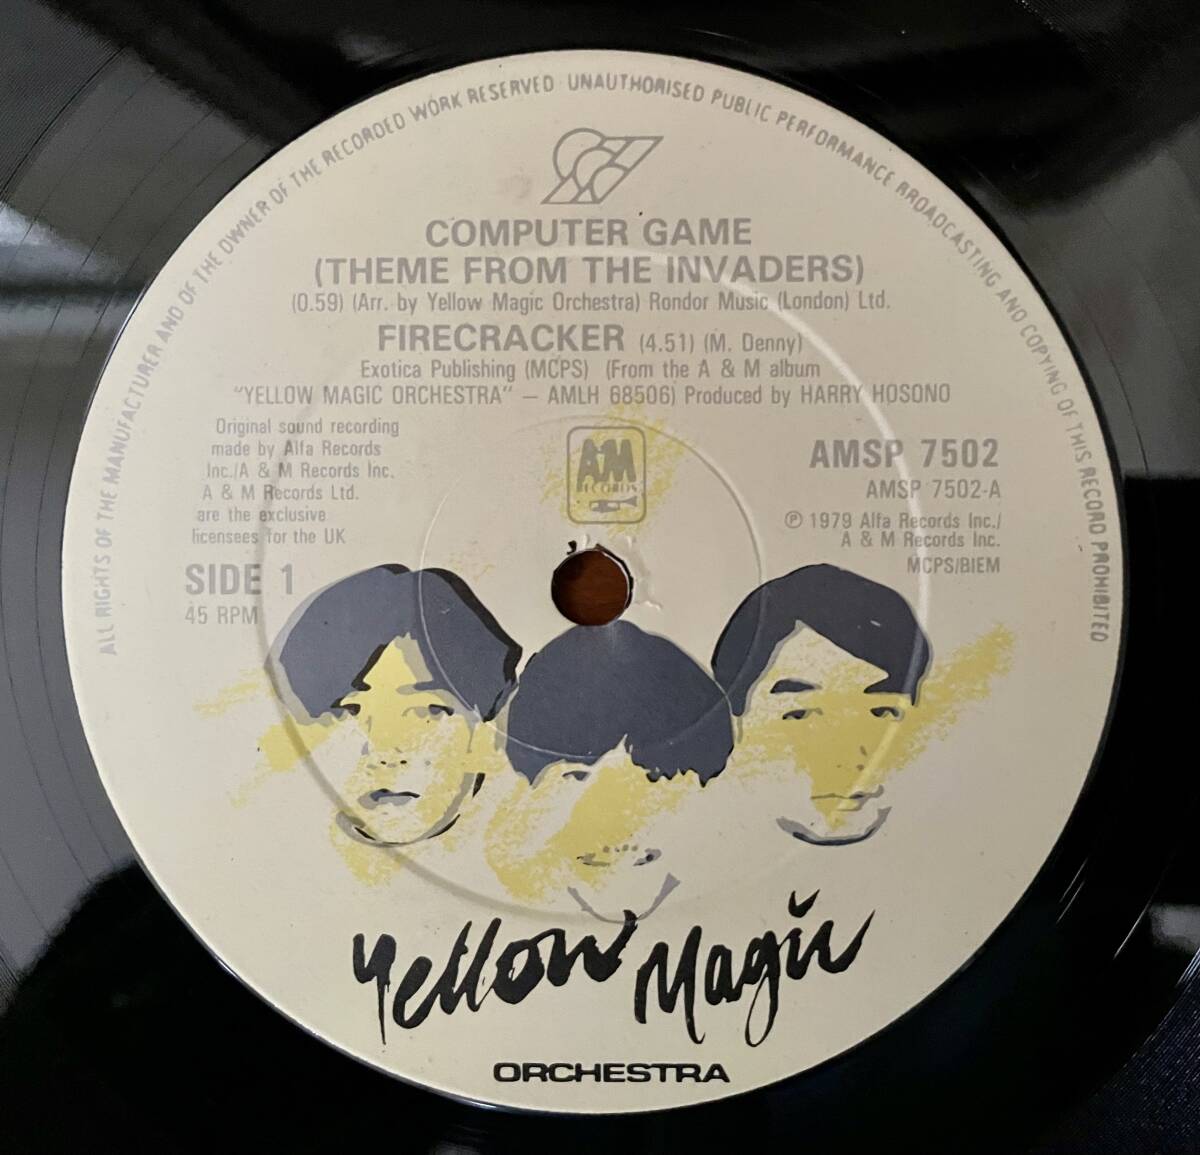 ALL RIGHTS OF THE MANUFACTURER AND OF THE OWNER OF THE RECORDED WORK RESERVED UNAUTHORISED PUBLIC PERFORMANCE BROADCASTING AND COPYING OF THIS RECORD PROHIBITED
COMPUTER GAME
(THEME FROM THE INVADERS)
(0.59) (Arr. by Yellow Magic Orchestra) Rondor Music (London) Ltd.
FIRECRACKER (4.51) (M. Denny)
Exotica Publishing (MCPS) (From the A & M album
"YELLOW MAGIC ORCHESTRA" – AMLH 68506) Produced by HARRY HOSONO
Original sound recording
made by Alfa Records
Inc./A & M Records Inc.
A & M Records Ltd.
are the exclusive
licensees for the UK
SIDE 1
45 RPM
A&M
RECORDS
AMSP 7502
AMSP 7502-A
℗ 1979 Alfa Records Inc./
A & M Records Inc.
MCPS/BIEM
Yellow Magic
ORCHESTRA